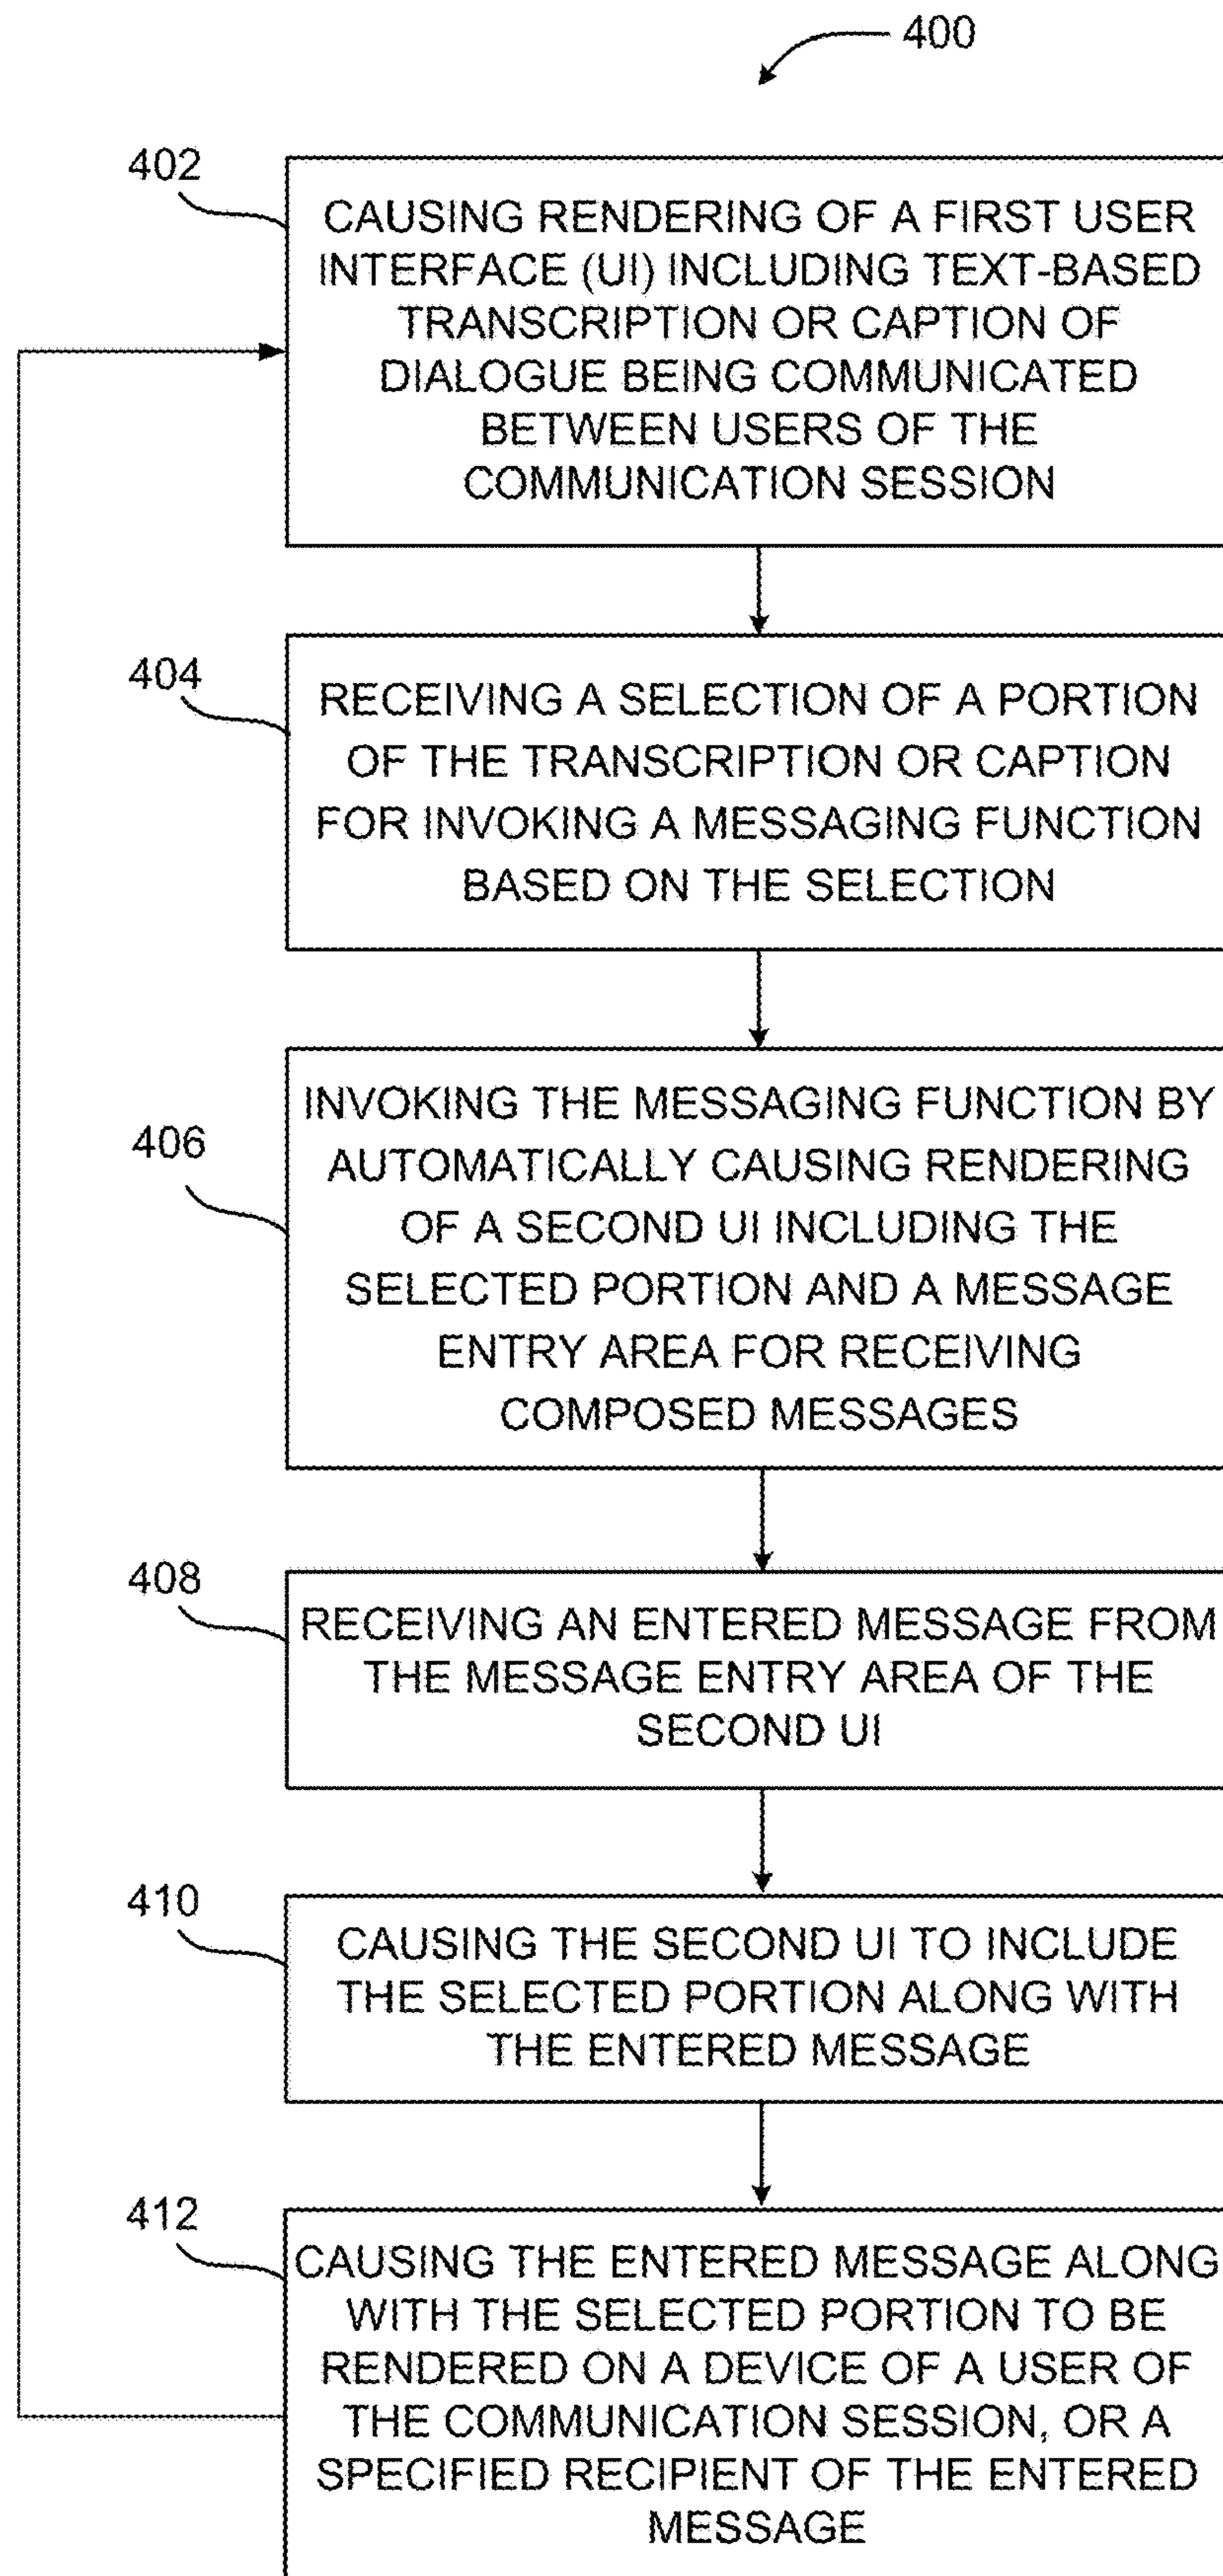 400
402
CAUSING RENDERING OF A FIRST USER
INTERFACE (UI) INCLUDING TEXT-BASED
TRANSCRIPTION OR CAPTION OF
DIALOGUE BEING COMMUNICATED
BETWEEN USERS OF THE
COMMUNICATION SESSION
404
RECEIVING A SELECTION OF A PORTION
OF THE TRANSCRIPTION OR CAPTION
FOR INVOKING A MESSAGING FUNCTION
BASED ON THE SELECTION
406
INVOKING THE MESSAGING FUNCTION BY
AUTOMATICALLY CAUSING RENDERING
OF A SECOND UI INCLUDING THE
SELECTED PORTION AND A MESSAGE
ENTRY AREA FOR RECEIVING
COMPOSED MESSAGES
408
RECEIVING AN ENTERED MESSAGE FROM
THE MESSAGE ENTRY AREA OF THE
SECOND UI
410
CAUSING THE SECOND UI TO INCLUDE
THE SELECTED PORTION ALONG WITH
THE ENTERED MESSAGE
412
CAUSING THE ENTERED MESSAGE ALONG
WITH THE SELECTED PORTION TO BE
RENDERED ON A DEVICE OF A USER OF
THE COMMUNICATION SESSION, OR A
SPECIFIED RECIPIENT OF THE ENTERED
MESSAGE